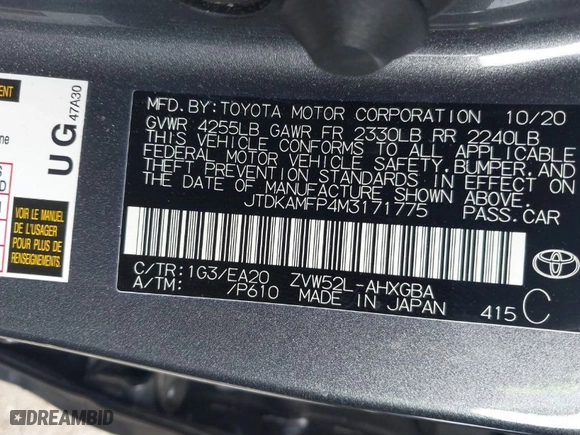 MFD.BY: TOYOTA MOTOR CORPORATION 10/20
GVWR 4255LB GAWR FR 2330LB RR 2240LB
THIS VEHICLE CONFORMS TO ALL APPLICABLE
FEDERAL MOTOR VEHICLE SAFETY, BUMPER, AND
THEFT PREVENTION STANDARDS IN EFFECT ON
THE DATE OF MANUFACTURE SHOWN ABOVE.
JTDKAMFP4M3171775 PASS.CAR
C/TR: 1G3/EA20 ZVW52L-AHXGBA
A/TM: /P610 MADE IN JAPAN 415 C
TOYOTA
UG
47A30
VOIR LE MANUEL
DE L'USAGER
POUR PLUS DE
RENSEIGNEMENTS
DREAMBID